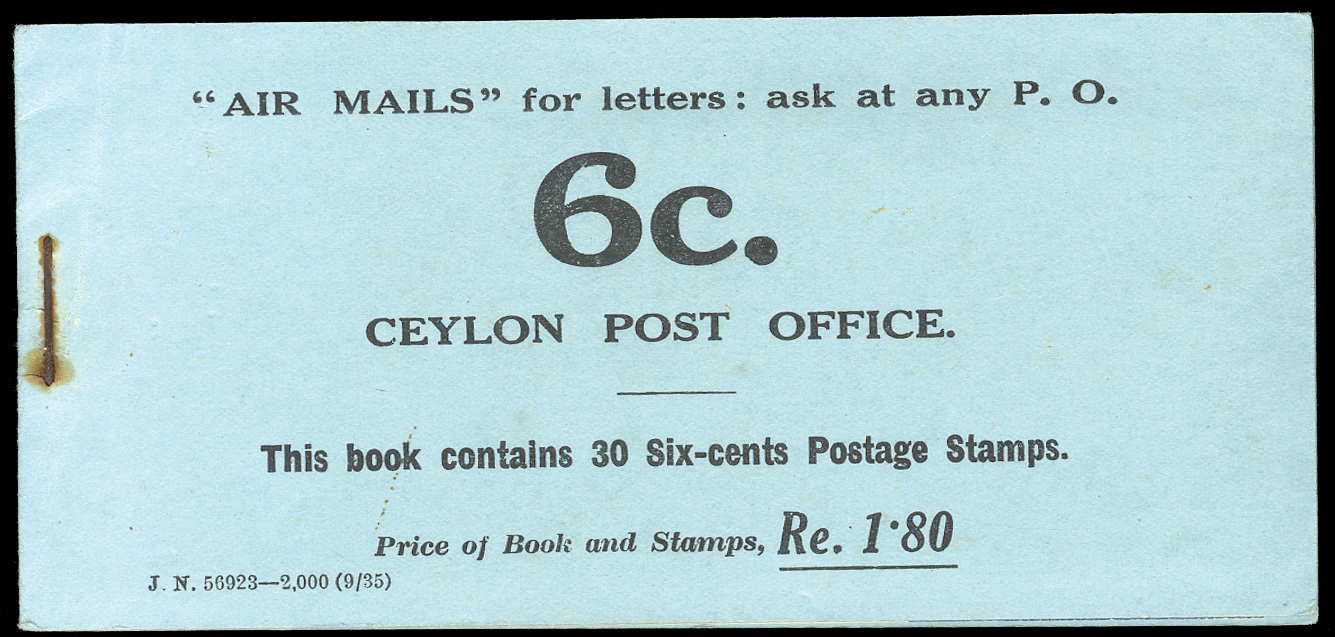 “AIR MAILS” for letters: ask at any P. O.
6c.
CEYLON POST OFFICE.
This book contains 30 Six-cents Postage Stamps.
Price of Book and Stamps, Re. 1·80
J. N. 56923—2,000 (9/35)